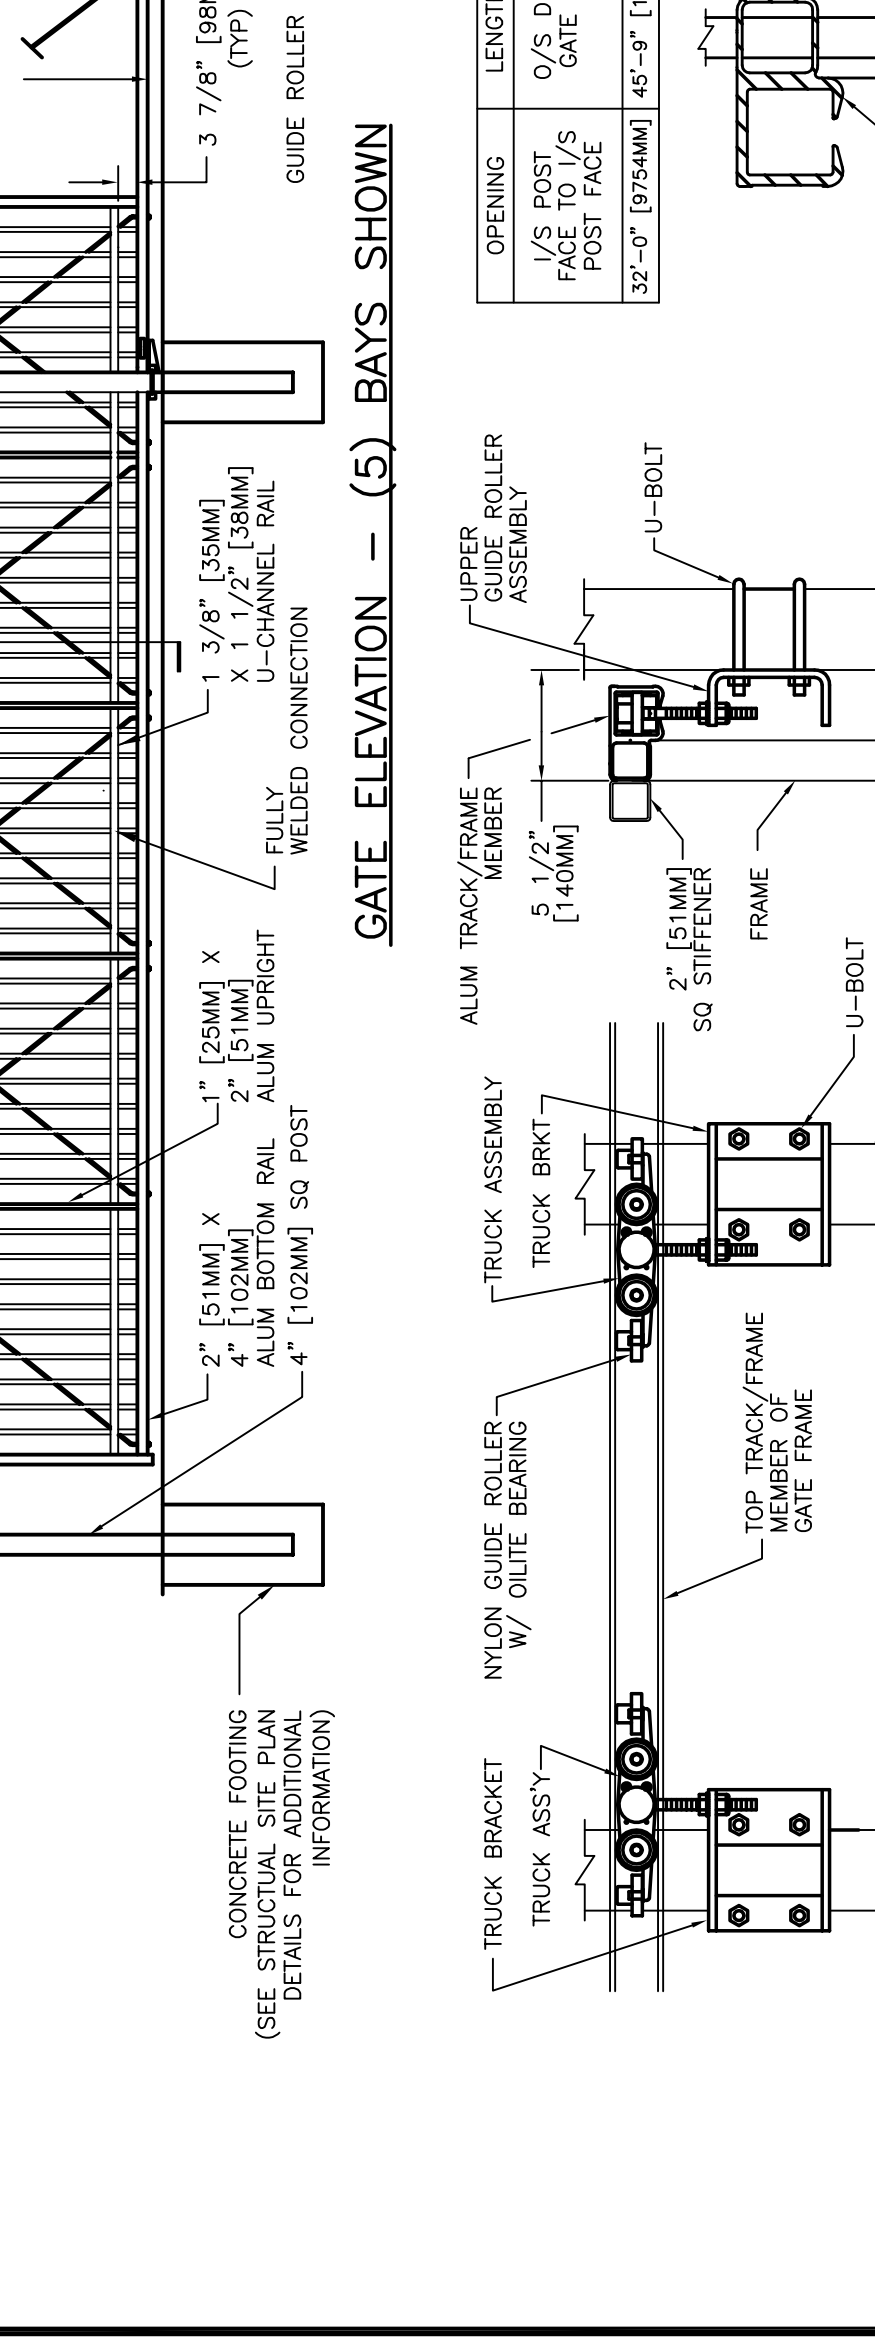 3 7/8" [98M
(TYP)
GUIDE ROLLER
1 3/8" [35MM]
X 1 1/2" [38MM]
U-CHANNEL RAIL
FULLY
WELDED CONNECTION
1" [25MM] X
2" [51MM]
ALUM UPRIGHT
2" [51MM] X
4" [102MM]
ALUM BOTTOM RAIL
4" [102MM] SQ POST
CONCRETE FOOTING
(SEE STRUCTUAL SITE PLAN
DETAILS FOR ADDITIONAL
INFORMATION)
GATE ELEVATION - (5) BAYS SHOWN
OPENING
LENGT
I/S POST
FACE TO I/S
POST FACE
O/S D
GATE
32'-0" [9754MM]
45'-9" [1
UPPER
GUIDE ROLLER
ASSEMBLY
U-BOLT
ALUM TRACK/FRAME
MEMBER
5 1/2"
[140MM]
2" [51MM]
SQ STIFFENER
FRAME
TRUCK ASSEMBLY
TRUCK BRKT
U-BOLT
NYLON GUIDE ROLLER
W/ OILITE BEARING
TOP TRACK/FRAME
MEMBER OF
GATE FRAME
TRUCK BRACKET
TRUCK ASS'Y